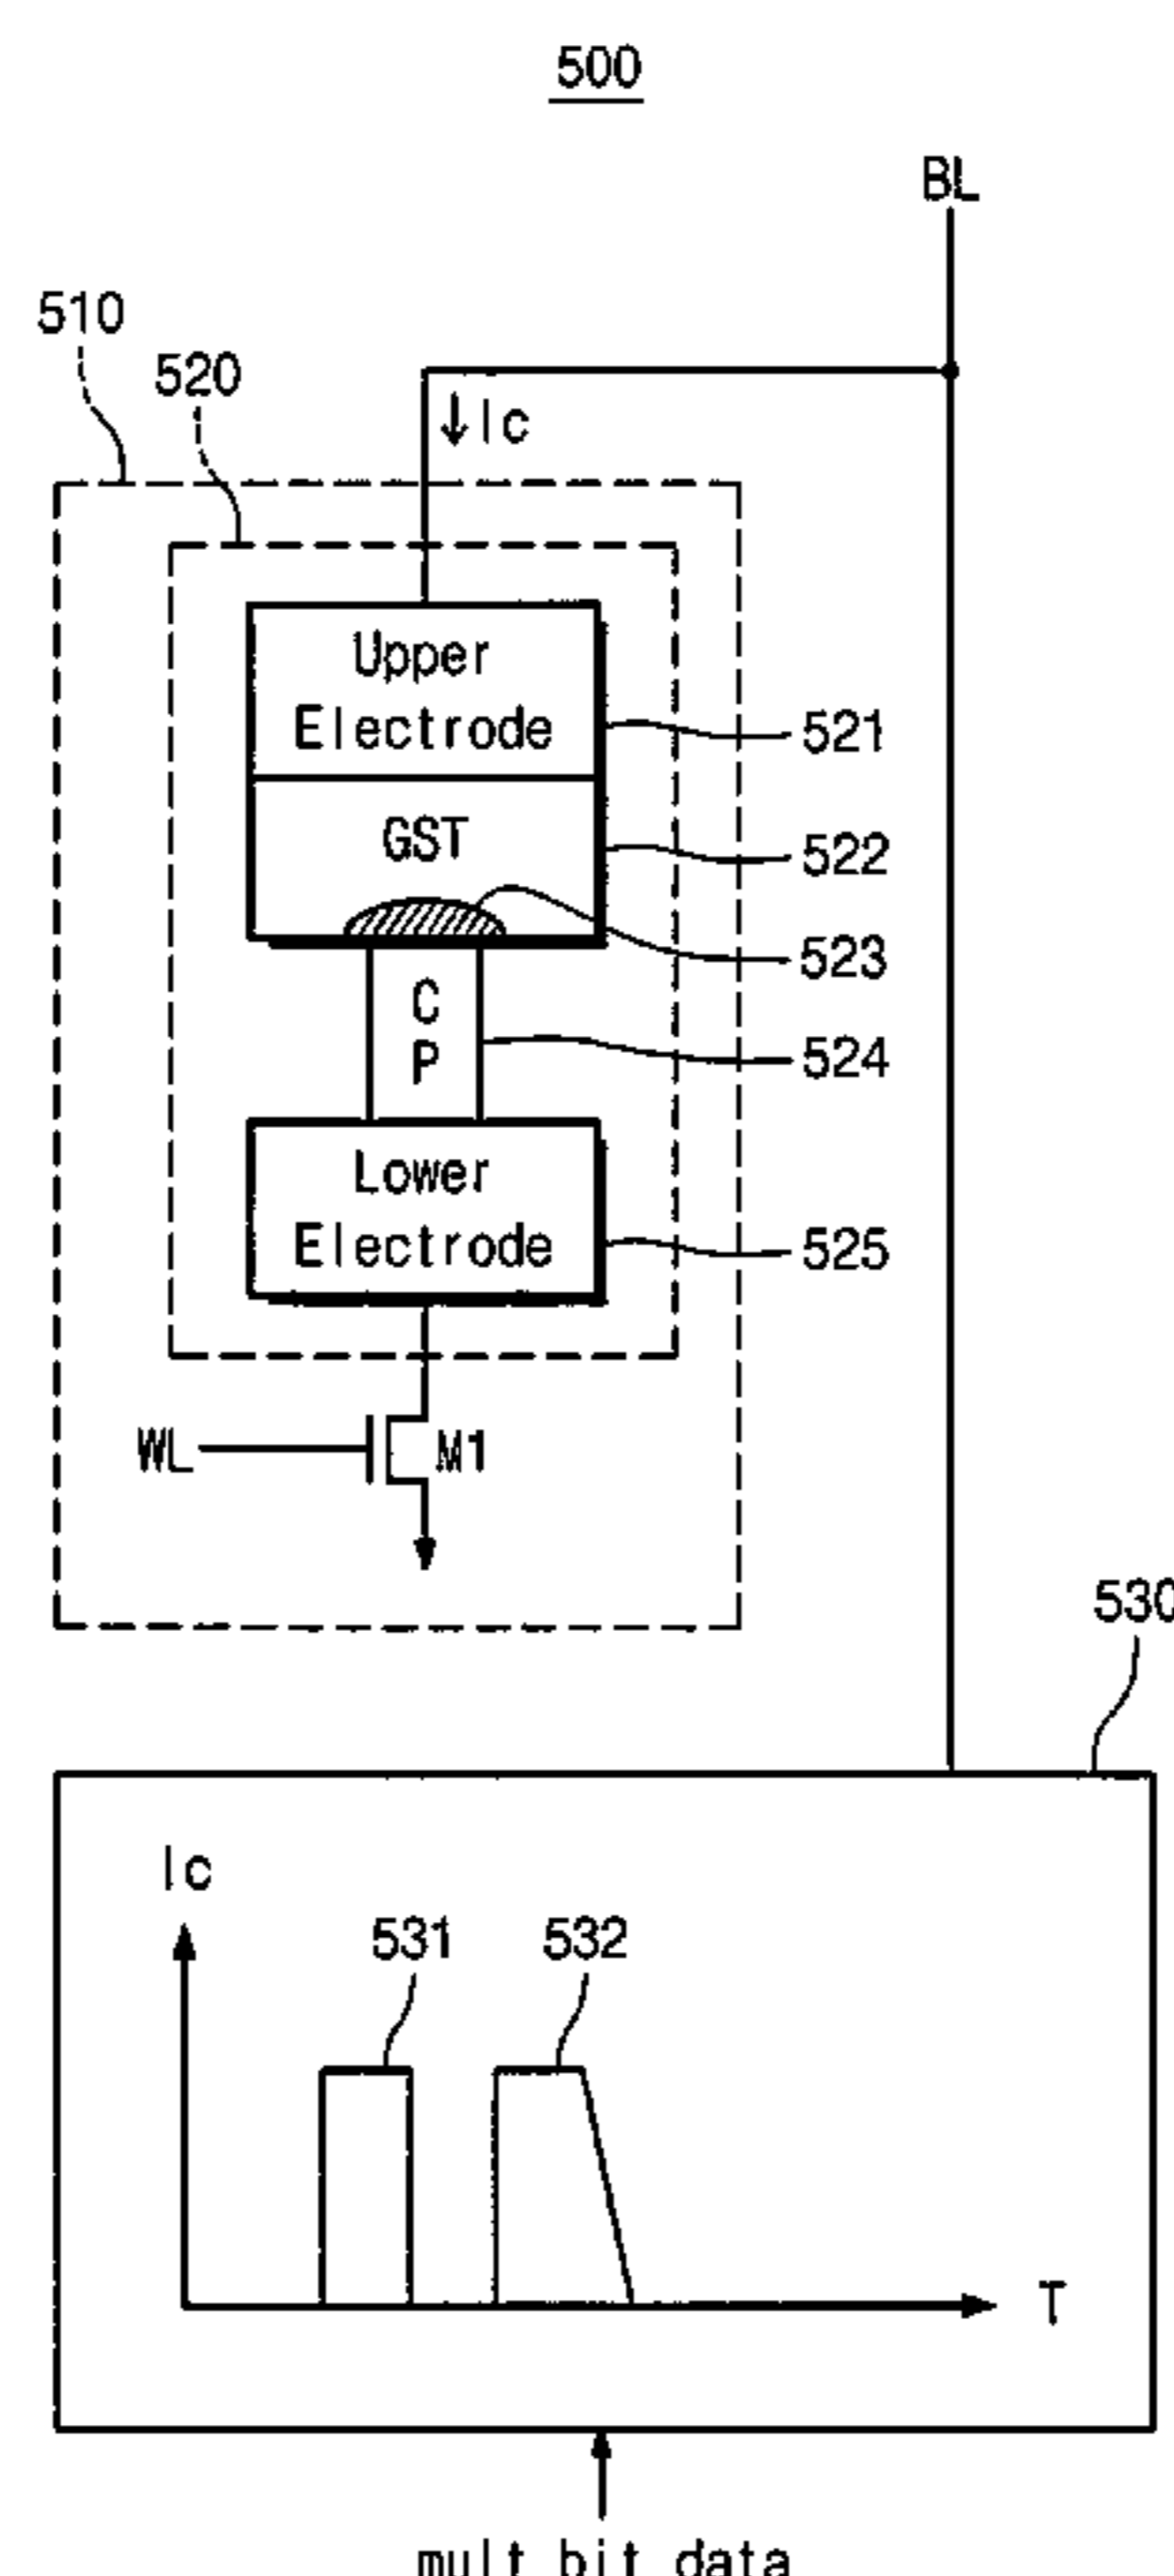 500
BL
510
520
Ic
Upper
Electrode
521
GST
522
523
C
P
524
Lower
Electrode
525
WL
M1
530
Ic
531
532
T
mult bit data